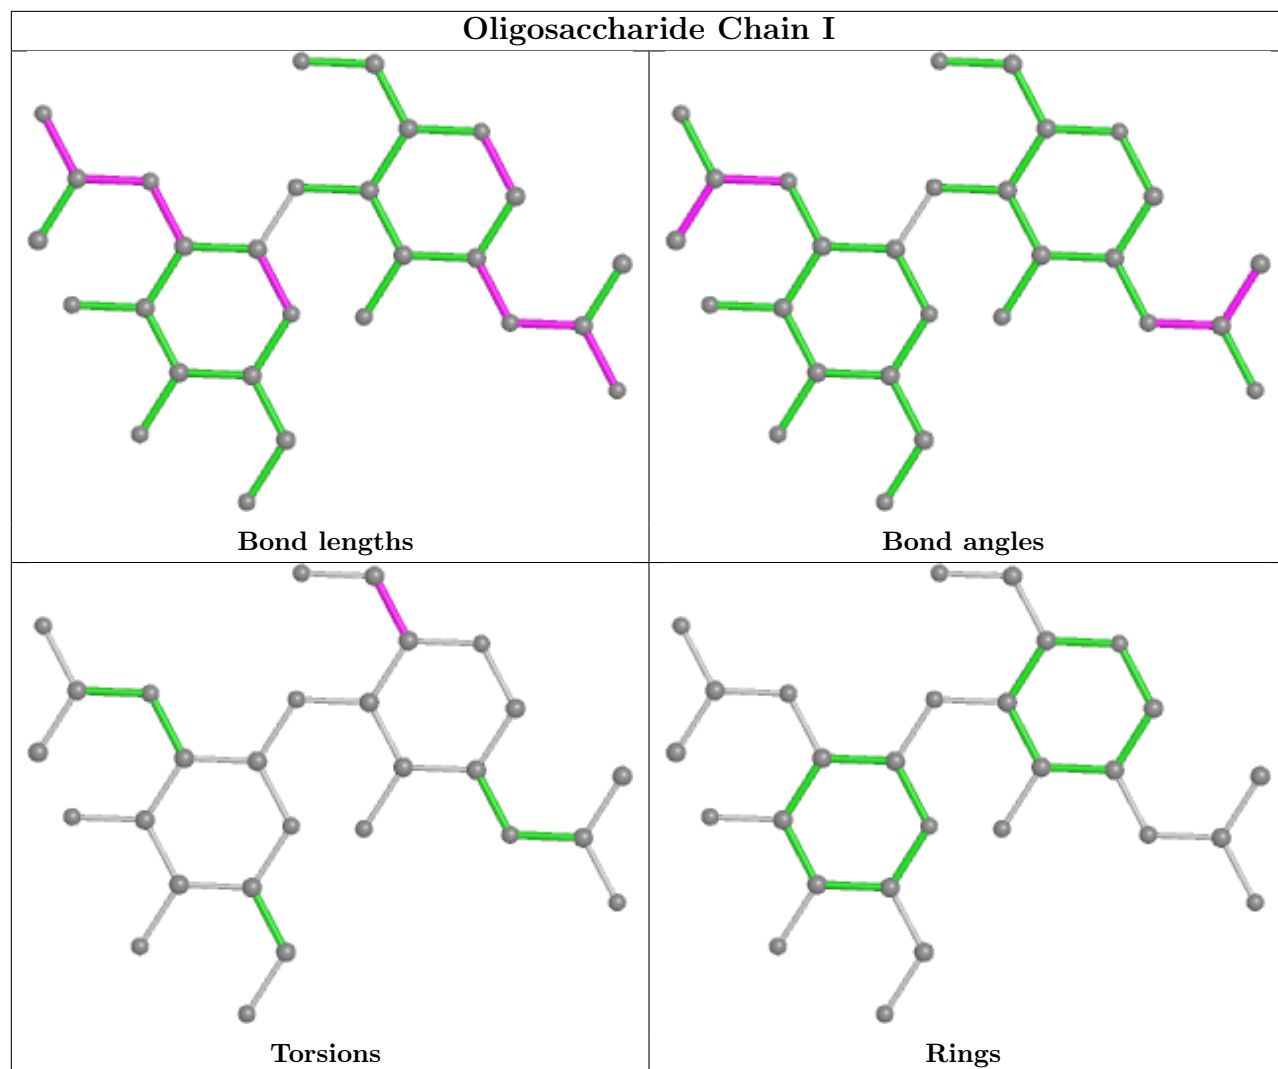 Oligosaccharide Chain I
Bond lengths
Bond angles
Torsions
Rings